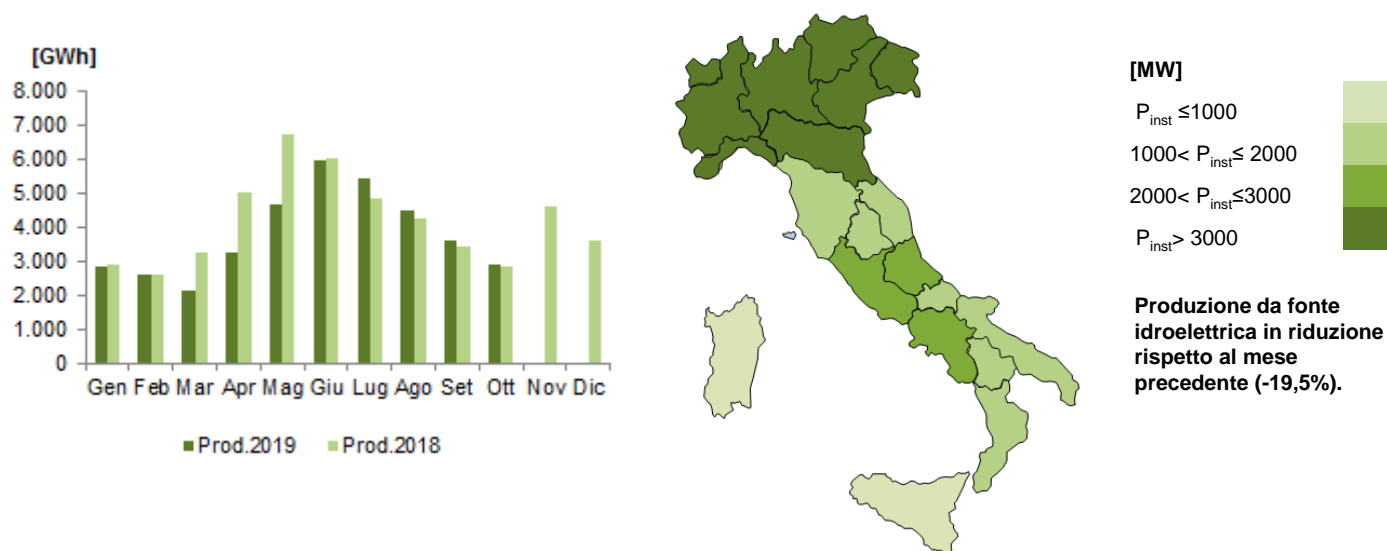 [GWh]
8.000
7.000
6.000
5.000
4.000
3.000
2.000
1.000
0
Gen Feb Mar Apr Mag Giu Lug Ago Set Ott Nov Dic
Prod.2019 Prod.2018
[MW]
Pinst ≤1000
1000< Pinst≤ 2000
2000< Pinst≤3000
Pinst> 3000
Produzione da fonte
idroelettrica in riduzione
rispetto al mese
precedente (-19,5%).